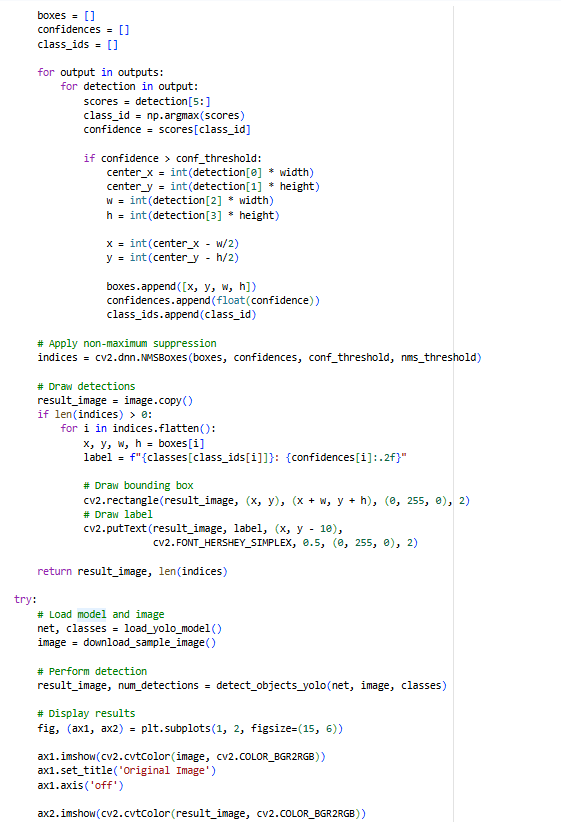 boxes = []
confidences = []
class_ids = []
for output in outputs:
for detection in output:
scores = detection[5:]
class_id = np.argmax(scores)
confidence = scores[class_id]
if confidence > conf_threshold:
center_x = int(detection[0] * width)
center_y = int(detection[1] * height)
w = int(detection[2] * width)
h = int(detection[3] * height)
x = int(center_x - w/2)
y = int(center_y - h/2)
boxes.append([x, y, w, h])
confidences.append(float(confidence))
class_ids.append(class_id)
# Apply non-maximum suppression
indices = cv2.dnn.NMSBoxes(boxes, confidences, conf_threshold, nms_threshold)
# Draw detections
result_image = image.copy()
if len(indices) > 0:
for i in indices.flatten():
x, y, w, h = boxes[i]
label = f"{classes[class_ids[i]]}: {confidences[i]:.2f}"
# Draw bounding box
cv2.rectangle(result_image, (x, y), (x + w, y + h), (0, 255, 0), 2)
# Draw label
cv2.putText(result_image, label, (x, y - 10),
cv2.FONT_HERSHEY_SIMPLEX, 0.5, (0, 255, 0), 2)
return result_image, len(indices)
try:
# Load model and image
net, classes = load_yolo_model()
image = download_sample_image()
# Perform detection
result_image, num_detections = detect_objects_yolo(net, image, classes)
# Display results
fig, (ax1, ax2) = plt.subplots(1, 2, figsize=(15, 6))
ax1.imshow(cv2.cvtColor(image, cv2.COLOR_BGR2RGB))
ax1.set_title('Original Image')
ax1.axis('off')
ax2.imshow(cv2.cvtColor(result_image, cv2.COLOR_BGR2RGB))